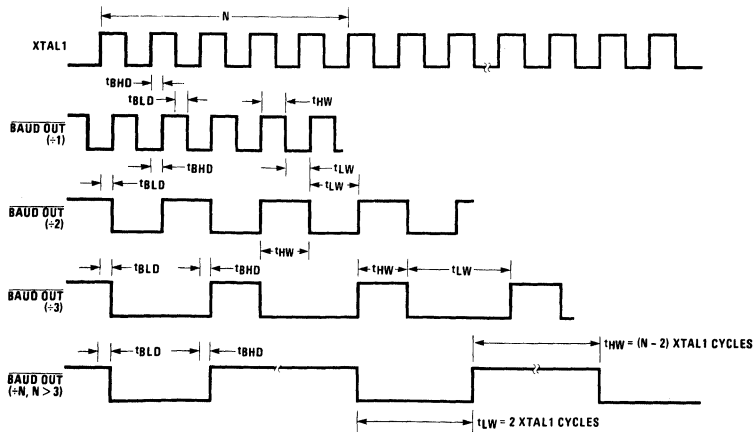 N
XTAL1
tBHD
tBLD
tHW
BAUD OUT
(÷1)
tBHD
tLW
tBLD
tLW
BAUD OUT
(÷2)
tHW
tBLD
tBHD
tHW
tLW
BAUD OUT
(÷3)
tBLD
tBHD
tHW = (N - 2) XTAL1 CYCLES
BAUD OUT
(÷N, N > 3)
tLW = 2 XTAL1 CYCLES